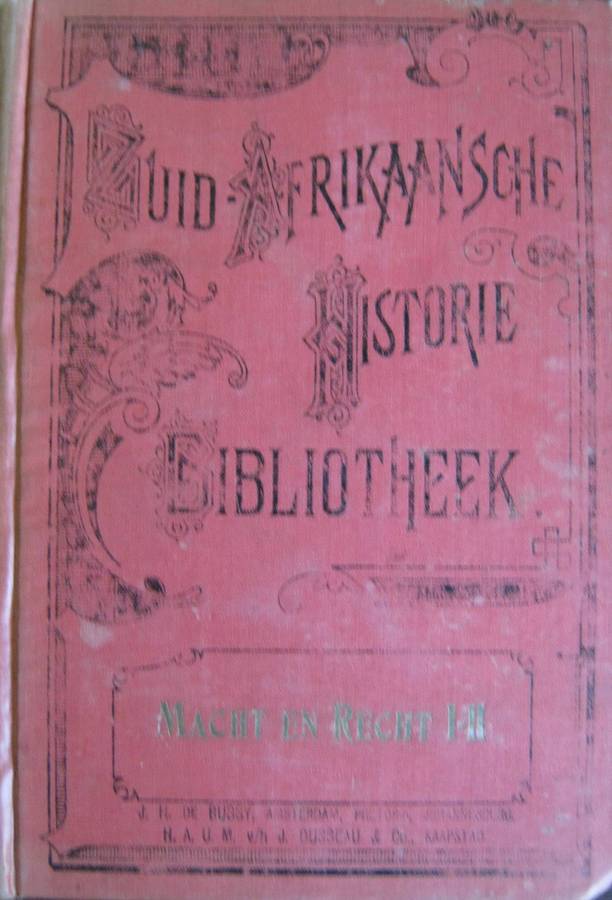 ZUID-AFRIKAANSCHE
HISTORIE
BIBLIOTHEEK.
MACHT EN RECHT I-II
J. H. DE BUSSY, AMSTERDAM, PRETORIA, JOHANNESBURG
H. A. U. M. v/h J. DUSSEAU & Co., KAAPSTAD